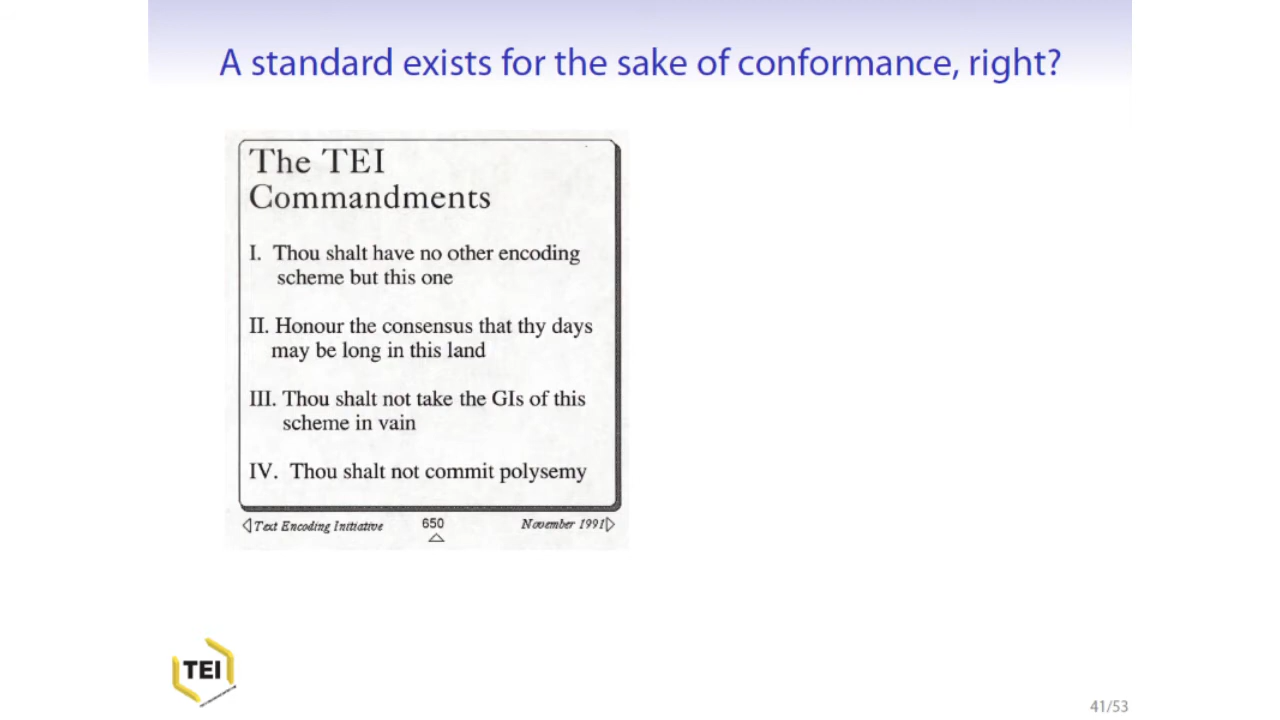 A standard exists for the sake of conformance, right?
The TEI
Commandments
I. Thou shalt have no other encoding
scheme but this one
II. Honour the consensus that thy days
may be long in this land
III. Thou shalt not take the GIs of this
scheme in vain
IV. Thou shalt not commit polysemy
Text Encoding Initiative 650 November 1991
TEI
41/53